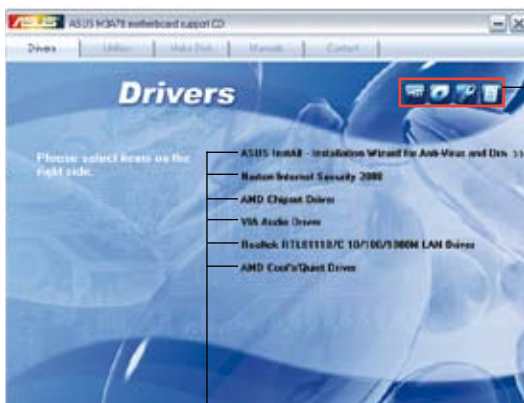 ASUS ASUS M3A78 motherboard support CD
Drivers Utilities Make Disk Manuals Contact
Drivers
Please select items on the
right side.
ASUS InstAll - Installation Wizard for Anti-Virus and Driv
Norton Internet Security 2008
AMD Chipset Driver
VIA Audio Driver
Realtek RTL8111B/C 10/100/1000M LAN Driver
AMD Cool'n'Quiet Driver